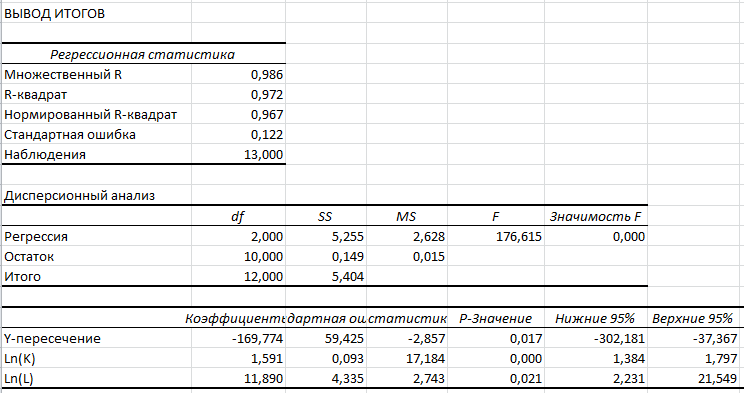 ВЫВОД ИТОГОВ
Регрессионная статистика
Множественный R 0,986
R-квадрат 0,972
Нормированный R-квадрат 0,967
Стандартная ошибка 0,122
Наблюдения 13,000
Дисперсионный анализ
df SS MS F Значимость F
Регрессия 2,000 5,255 2,628 176,615 0,000
Остаток 10,000 0,149 0,015
Итого 12,000 5,404
Коэффициенты дартная ош статистик P-Значение Нижние 95% Верхние 95%
Y-пересечение -169,774 59,425 -2,857 0,017 -302,181 -37,367
Ln(K) 1,591 0,093 17,184 0,000 1,384 1,797
Ln(L) 11,890 4,335 2,743 0,021 2,231 21,549